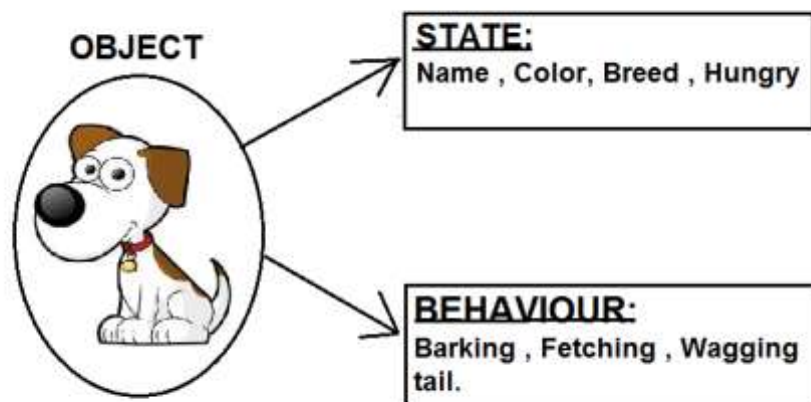 OBJECT
STATE:
Name , Color, Breed , Hungry
BEHAVIOUR:
Barking , Fetching , Wagging
tail.